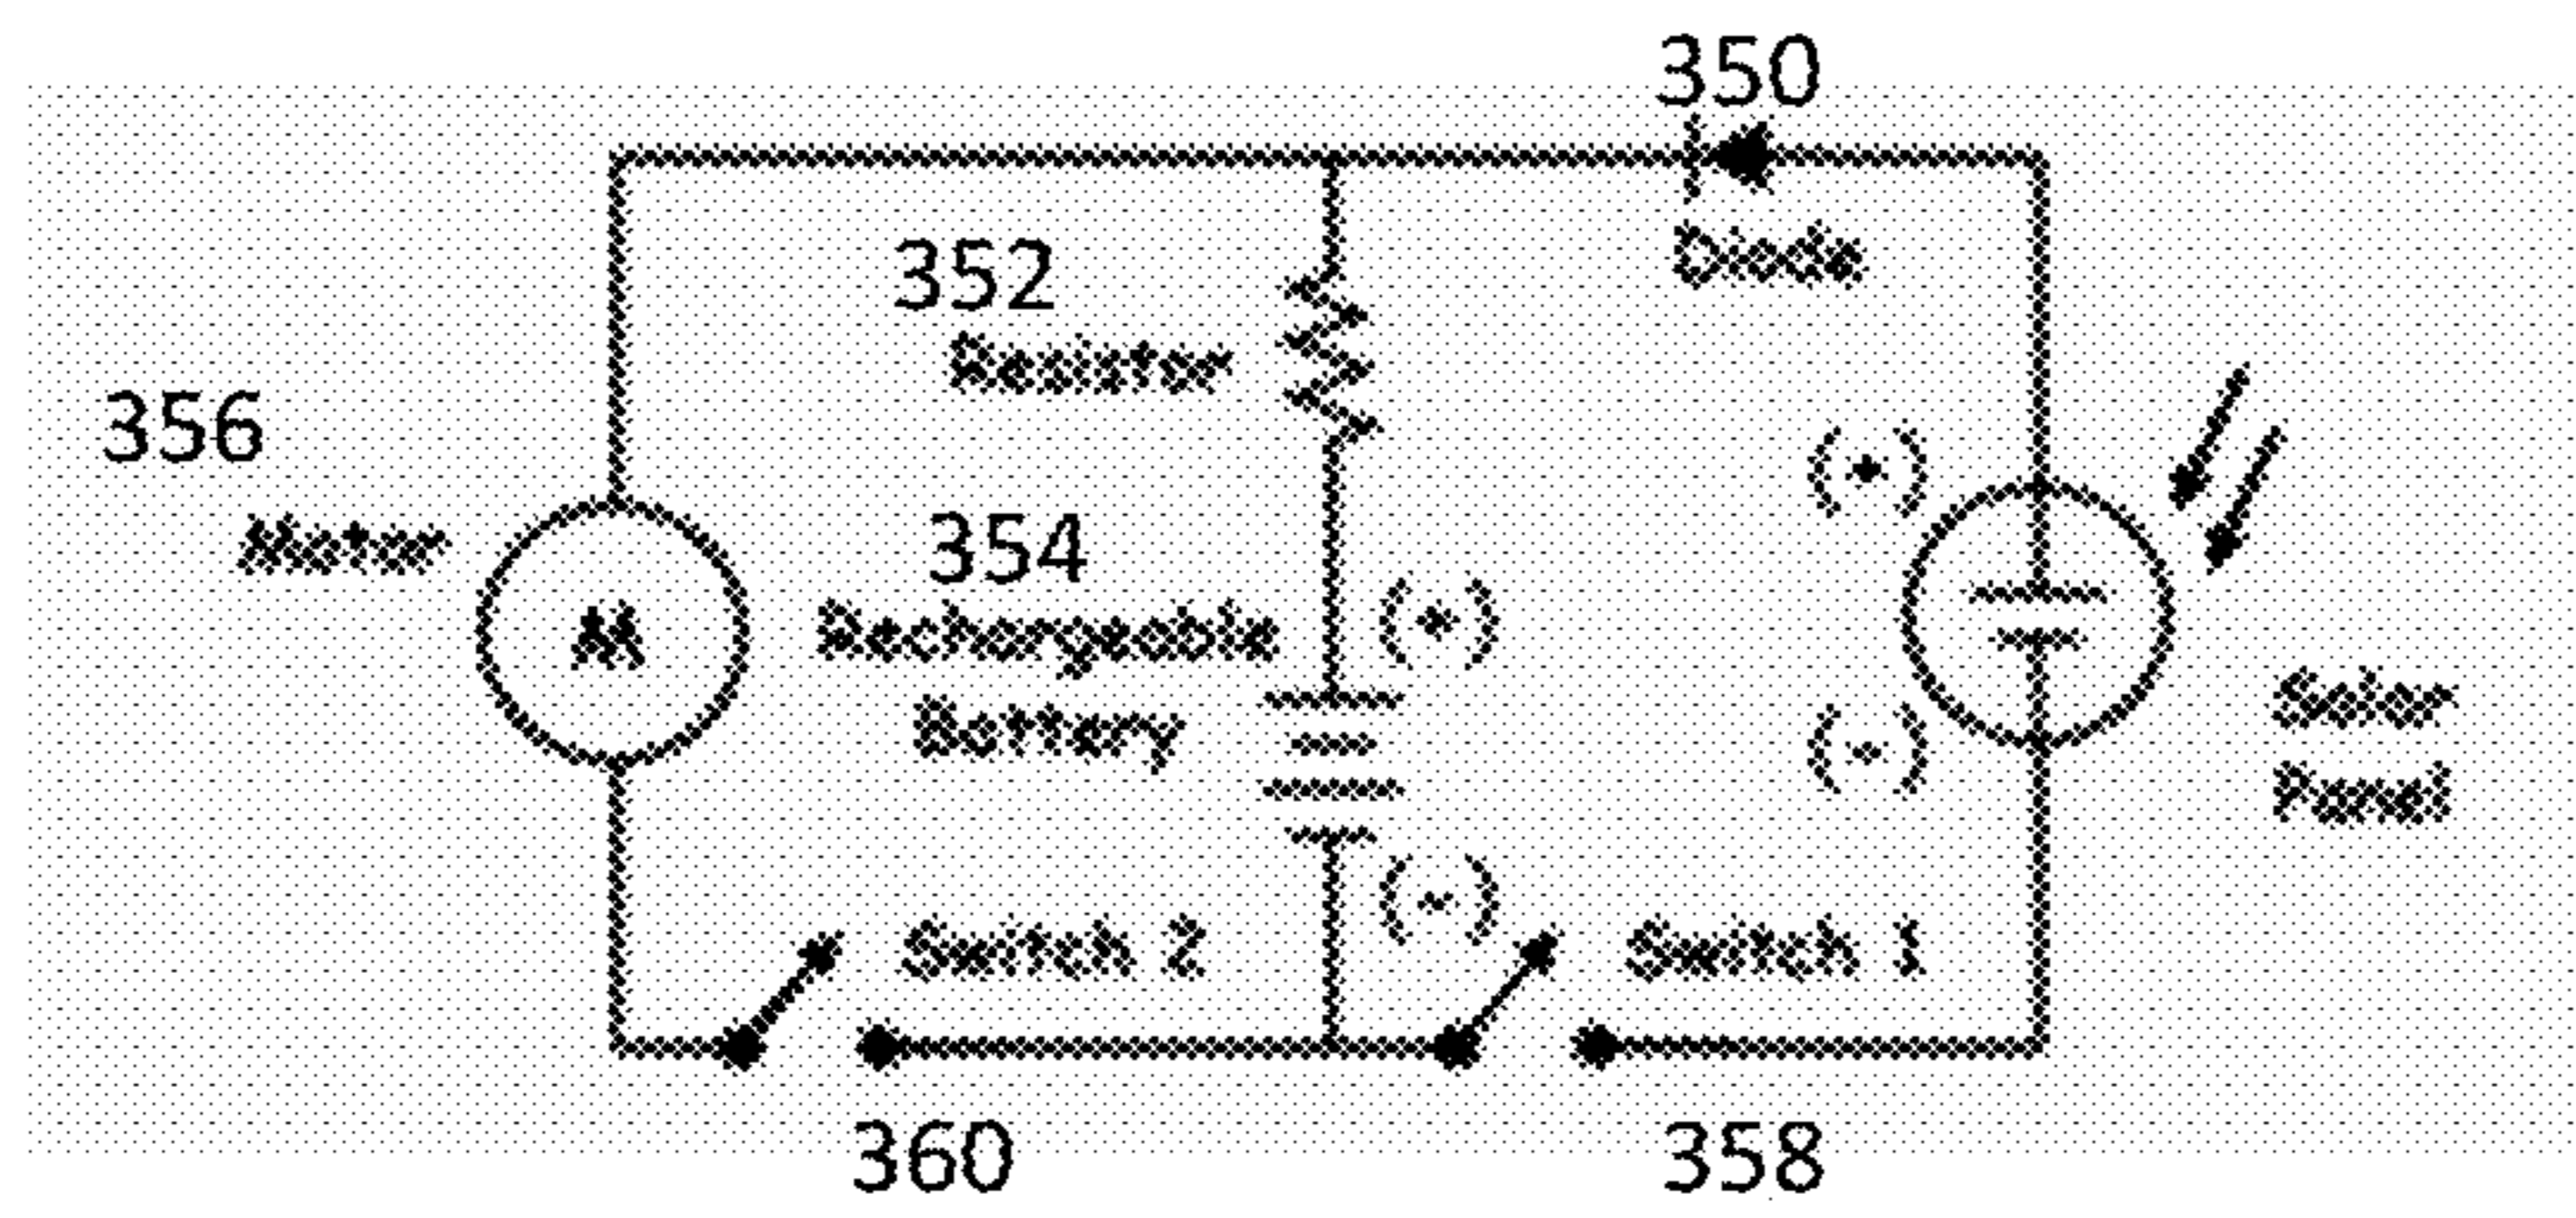 350
Diode
352
Resistor
356
Motor
M
354
Rechargeable
Battery
(+)
(-)
(+)
(-)
Solar
Panel
Switch 2
Switch 1
360
358